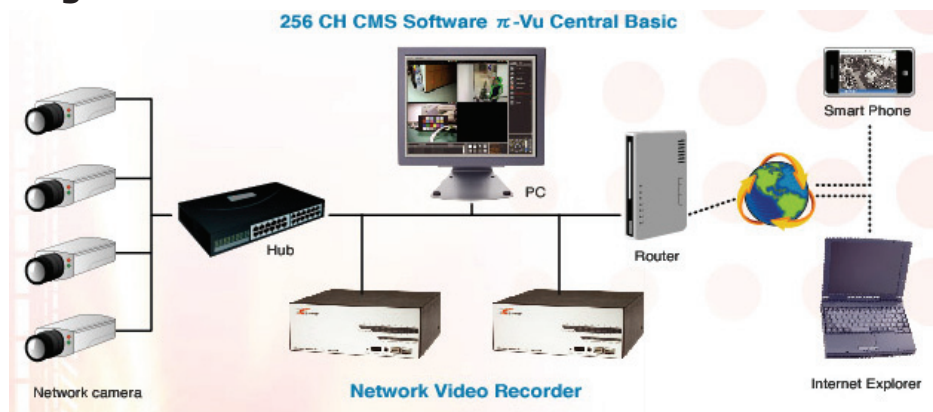 256 CH CMS Software π-Vu Central Basic
Smart Phone
PC
Hub
Router
Network camera
Network Video Recorder
Internet Explorer